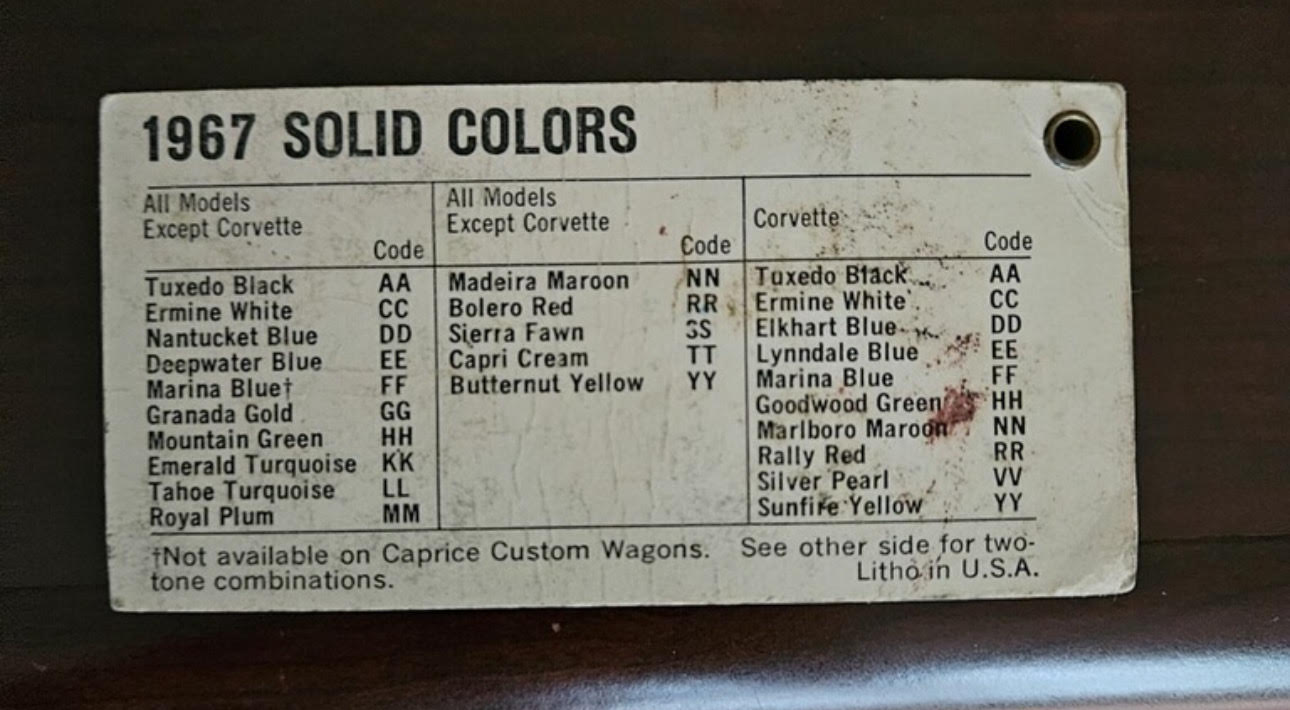 1967 SOLID COLORS
All Models
Except Corvette
Code
Tuxedo Black AA
Ermine White CC
Nantucket Blue DD
Deepwater Blue EE
Marina Blue† FF
Granada Gold GG
Mountain Green HH
Emerald Turquoise KK
Tahoe Turquoise LL
Royal Plum MM
All Models
Except Corvette
Code
Madeira Maroon NN
Bolero Red RR
Sierra Fawn SS
Capri Cream TT
Butternut Yellow YY
Corvette
Code
Tuxedo Black AA
Ermine White CC
Elkhart Blue DD
Lynndale Blue EE
Marina Blue FF
Goodwood Green HH
Marlboro Maroon NN
Rally Red RR
Silver Pearl VV
Sunfire Yellow YY
†Not available on Caprice Custom Wagons. See other side for two-
tone combinations. Litho in U.S.A.